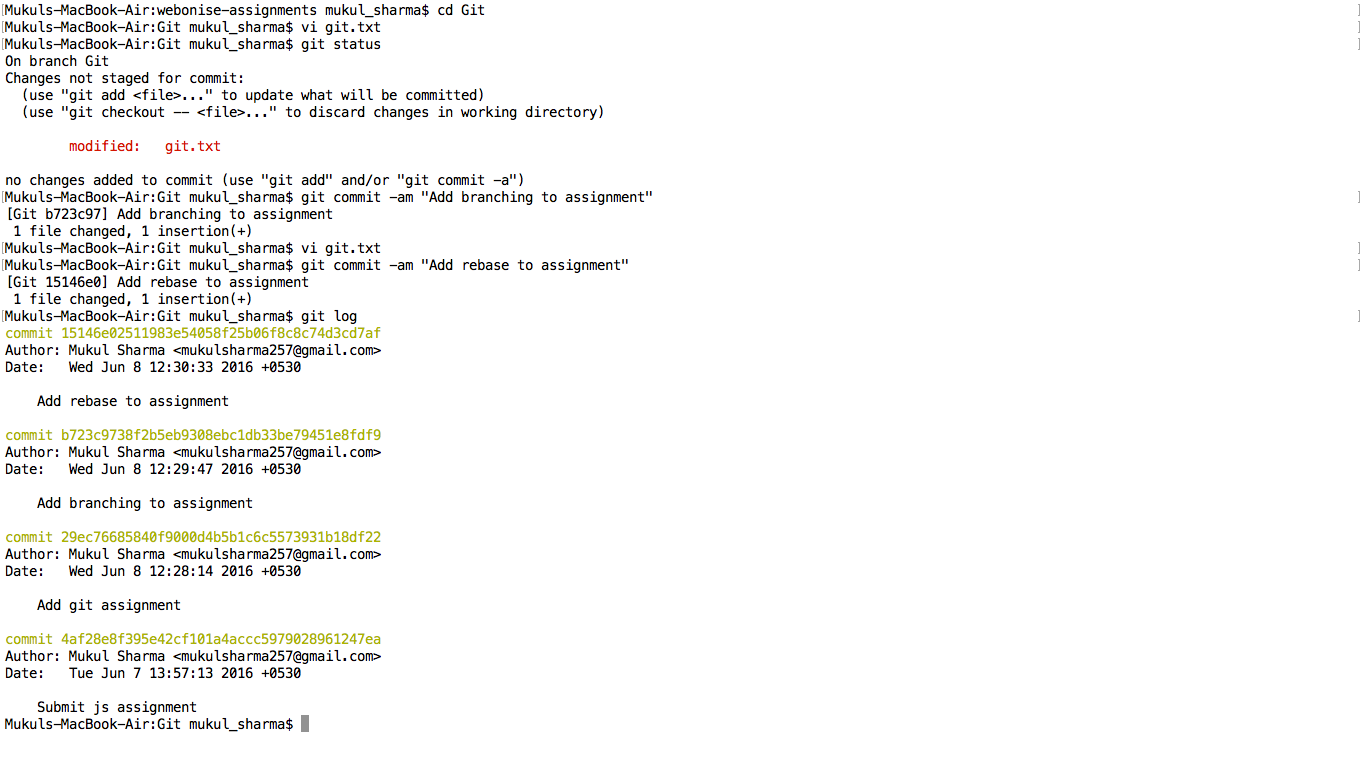 [Mukuls-MacBook-Air:webonise-assignments mukul_sharma$ cd Git ]
[Mukuls-MacBook-Air:Git mukul_sharma$ vi git.txt ]
[Mukuls-MacBook-Air:Git mukul_sharma$ git status ]
On branch Git
Changes not staged for commit:
  (use "git add <file>..." to update what will be committed)
  (use "git checkout -- <file>..." to discard changes in working directory)

        modified:   git.txt

no changes added to commit (use "git add" and/or "git commit -a")
[Mukuls-MacBook-Air:Git mukul_sharma$ git commit -am "Add branching to assignment" ]
[Git b723c97] Add branching to assignment
 1 file changed, 1 insertion(+)
[Mukuls-MacBook-Air:Git mukul_sharma$ vi git.txt ]
[Mukuls-MacBook-Air:Git mukul_sharma$ git commit -am "Add rebase to assignment" ]
[Git 15146e0] Add rebase to assignment
 1 file changed, 1 insertion(+)
[Mukuls-MacBook-Air:Git mukul_sharma$ git log ]
commit 15146e02511983e54058f25b06f8c8c74d3cd7af
Author: Mukul Sharma <mukulsharma257@gmail.com>
Date:   Wed Jun 8 12:30:33 2016 +0530

    Add rebase to assignment

commit b723c9738f2b5eb9308ebc1db33be79451e8fdf9
Author: Mukul Sharma <mukulsharma257@gmail.com>
Date:   Wed Jun 8 12:29:47 2016 +0530

    Add branching to assignment

commit 29ec76685840f9000d4b5b1c6c5573931b18df22
Author: Mukul Sharma <mukulsharma257@gmail.com>
Date:   Wed Jun 8 12:28:14 2016 +0530

    Add git assignment

commit 4af28e8f395e42cf101a4accc5979028961247ea
Author: Mukul Sharma <mukulsharma257@gmail.com>
Date:   Tue Jun 7 13:57:13 2016 +0530

    Submit js assignment
Mukuls-MacBook-Air:Git mukul_sharma$